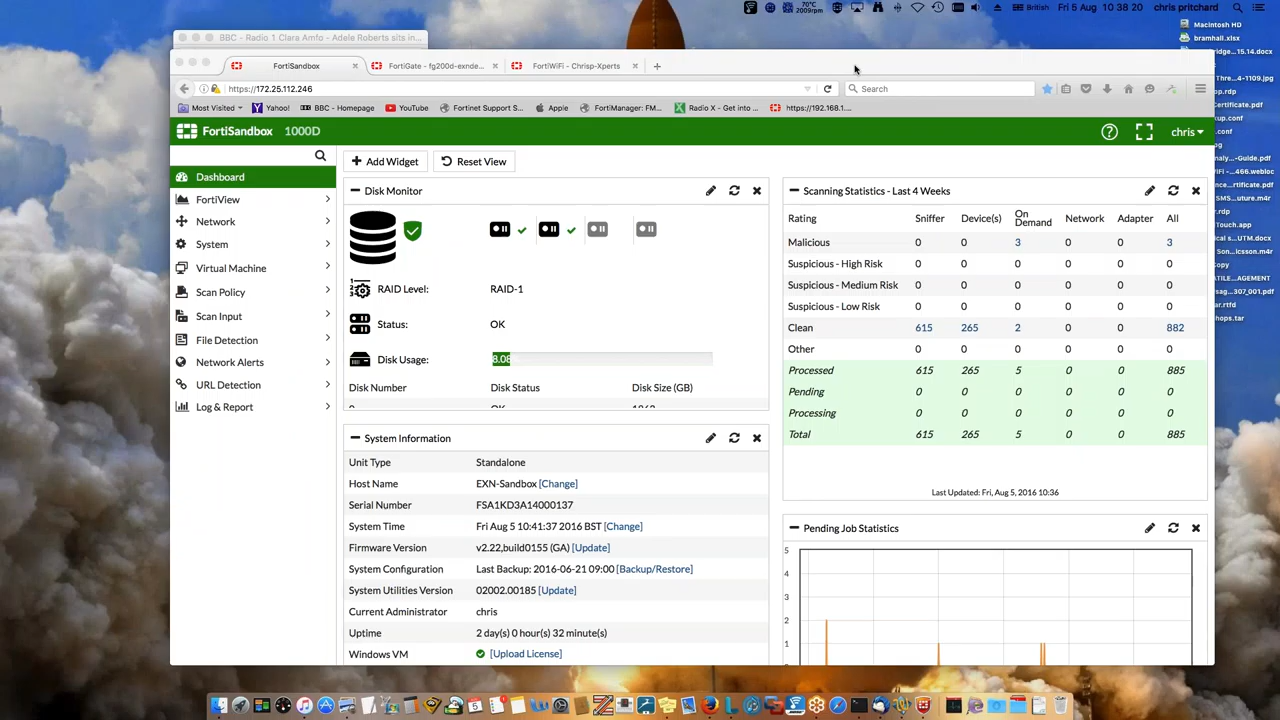 70°C
2009rpm
British
Fri 5 Aug 10 38 20
chris pritchard
BBC - Radio 1 Clara Amfo - Adele Roberts sits in...
Macintosh HD
bramhall.xlsx
FortiSandbox
FortiGate - fg200d-exnde...
FortiWiFi - Chrisp-Xperts
https://172.25.112.246
Search
Most Visited
Yahoo!
BBC - Homepage
YouTube
Fortinet Support S...
Apple
FortiManager: FM...
Radio X - Get into ...
https://192.168.1....
FortiSandbox 1000D
chris
Dashboard
FortiView
Network
System
Virtual Machine
Scan Policy
Scan Input
File Detection
Network Alerts
URL Detection
Log & Report
Add Widget
Reset View
Disk Monitor
RAID Level: RAID-1
Status: OK
Disk Usage: 8.08
Disk Number Disk Status Disk Size (GB)
System Information
Unit Type Standalone
Host Name EXN-Sandbox [Change]
Serial Number FSA1KD3A14000137
System Time Fri Aug 5 10:41:37 2016 BST [Change]
Firmware Version v2.22,build0155 (GA) [Update]
System Configuration Last Backup: 2016-06-21 09:00 [Backup/Restore]
System Utilities Version 02002.00185 [Update]
Current Administrator chris
Uptime 2 day(s) 0 hour(s) 32 minute(s)
Windows VM [Upload License]
Scanning Statistics - Last 4 Weeks
Rating Sniffer Device(s) On Demand Network Adapter All
Malicious 0 0 3 0 0 3
Suspicious - High Risk 0 0 0 0 0 0
Suspicious - Medium Risk 0 0 0 0 0 0
Suspicious - Low Risk 0 0 0 0 0 0
Clean 615 265 2 0 0 882
Other 0 0 0 0 0 0
Processed 615 265 5 0 0 885
Pending 0 0 0 0 0 0
Processing 0 0 0 0 0 0
Total 615 265 5 0 0 885
Last Updated: Fri, Aug 5, 2016 10:36
Pending Job Statistics
5
4
3
2
1